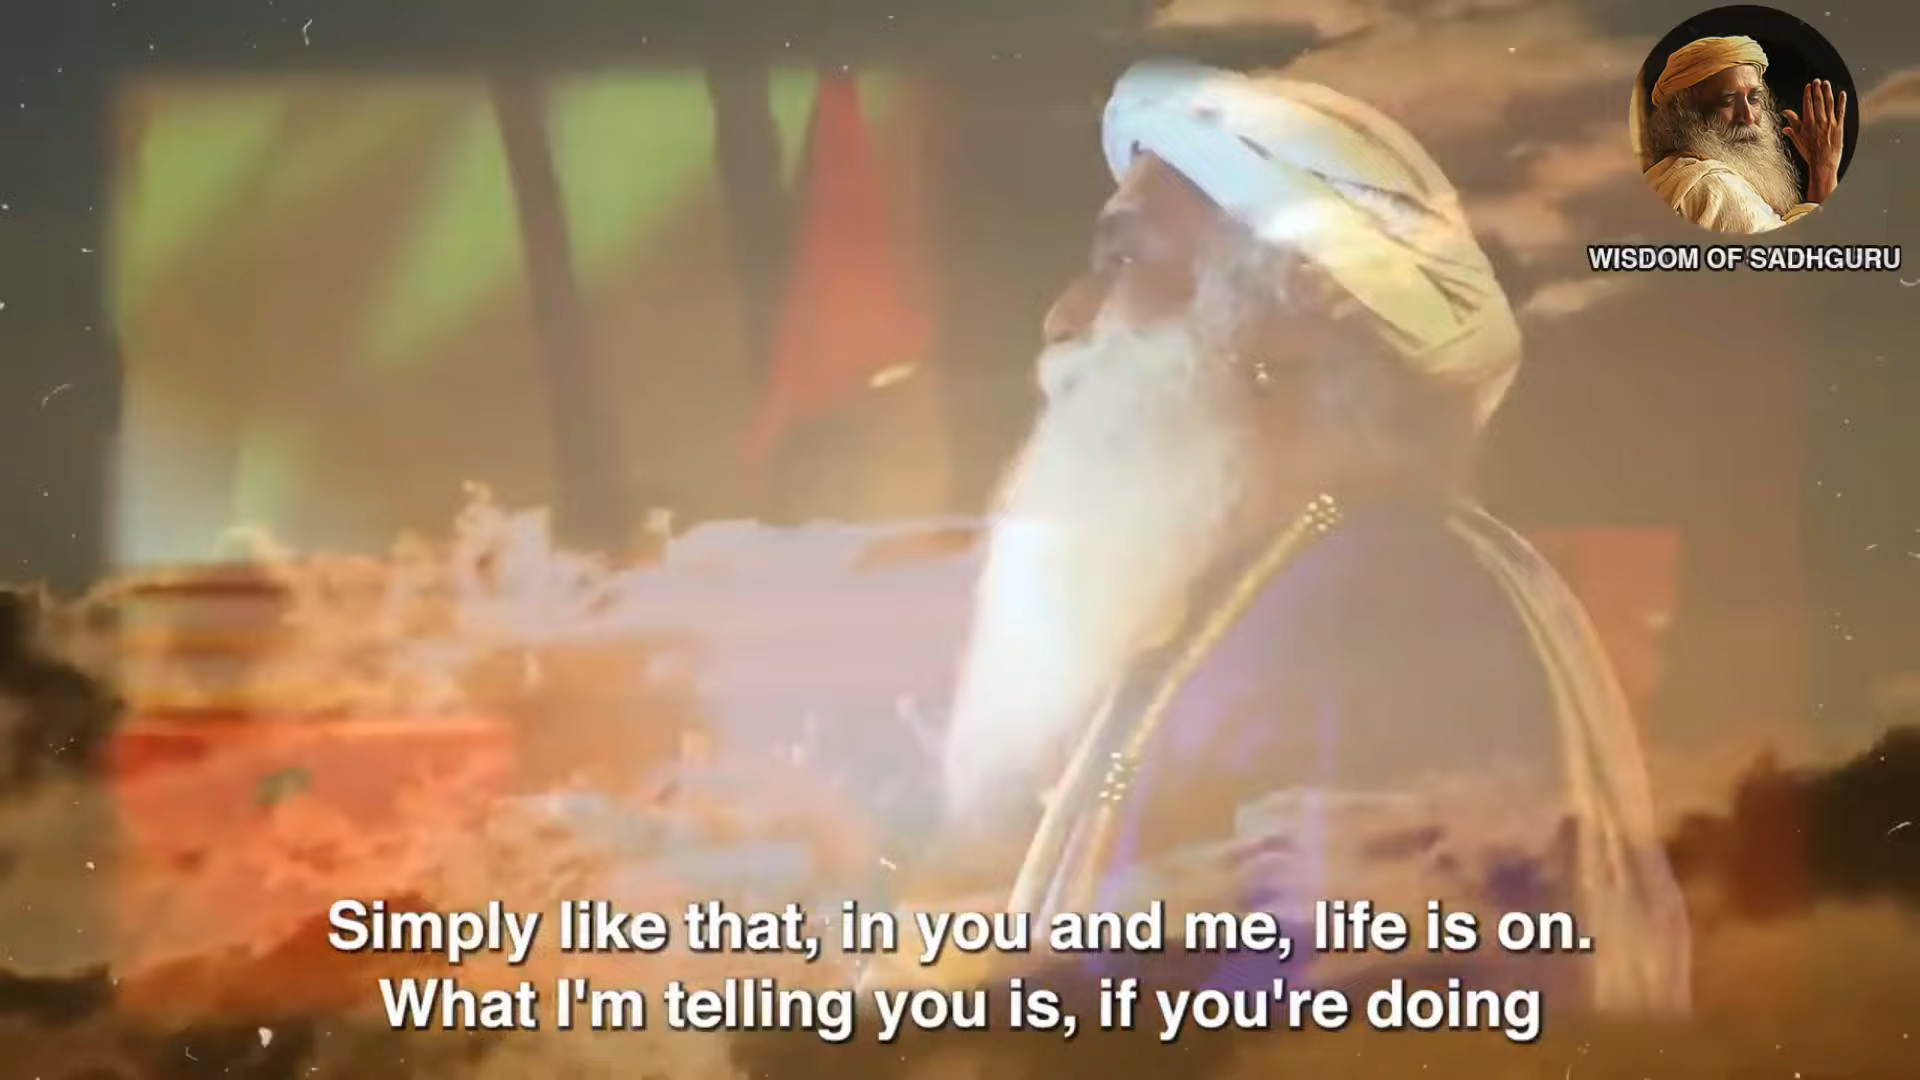 WISDOM OF SADHGURU
Simply like that, in you and me, life is on.
What I'm telling you is, if you're doing